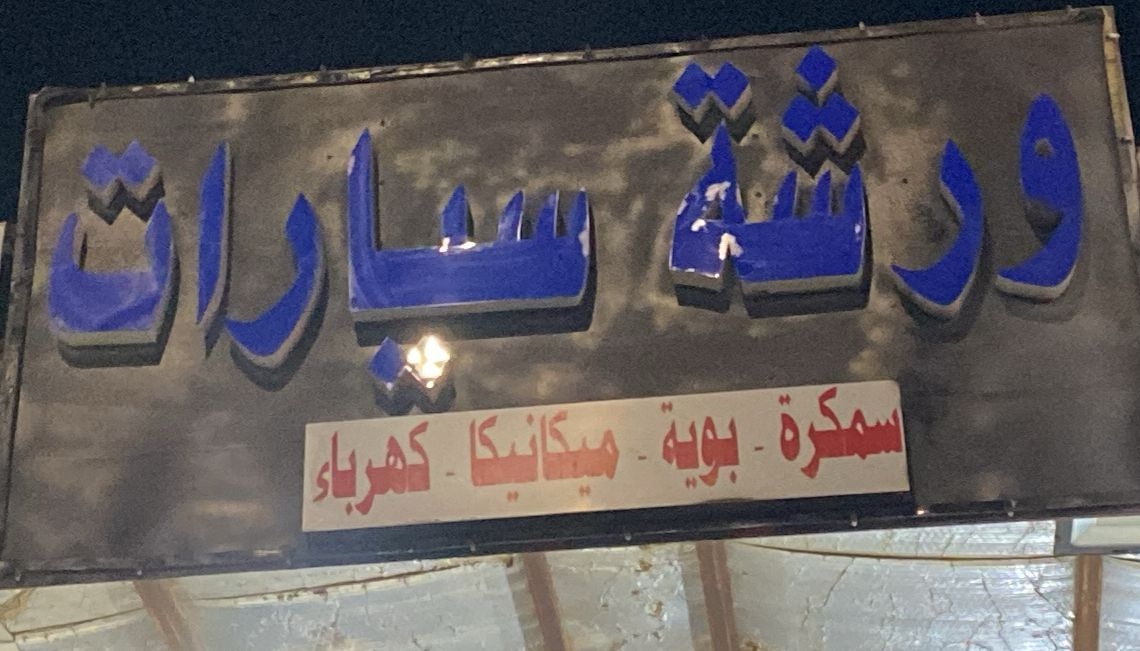 ورشة سيارات
سمكرة - بوية - ميكانيكا - كهرباء